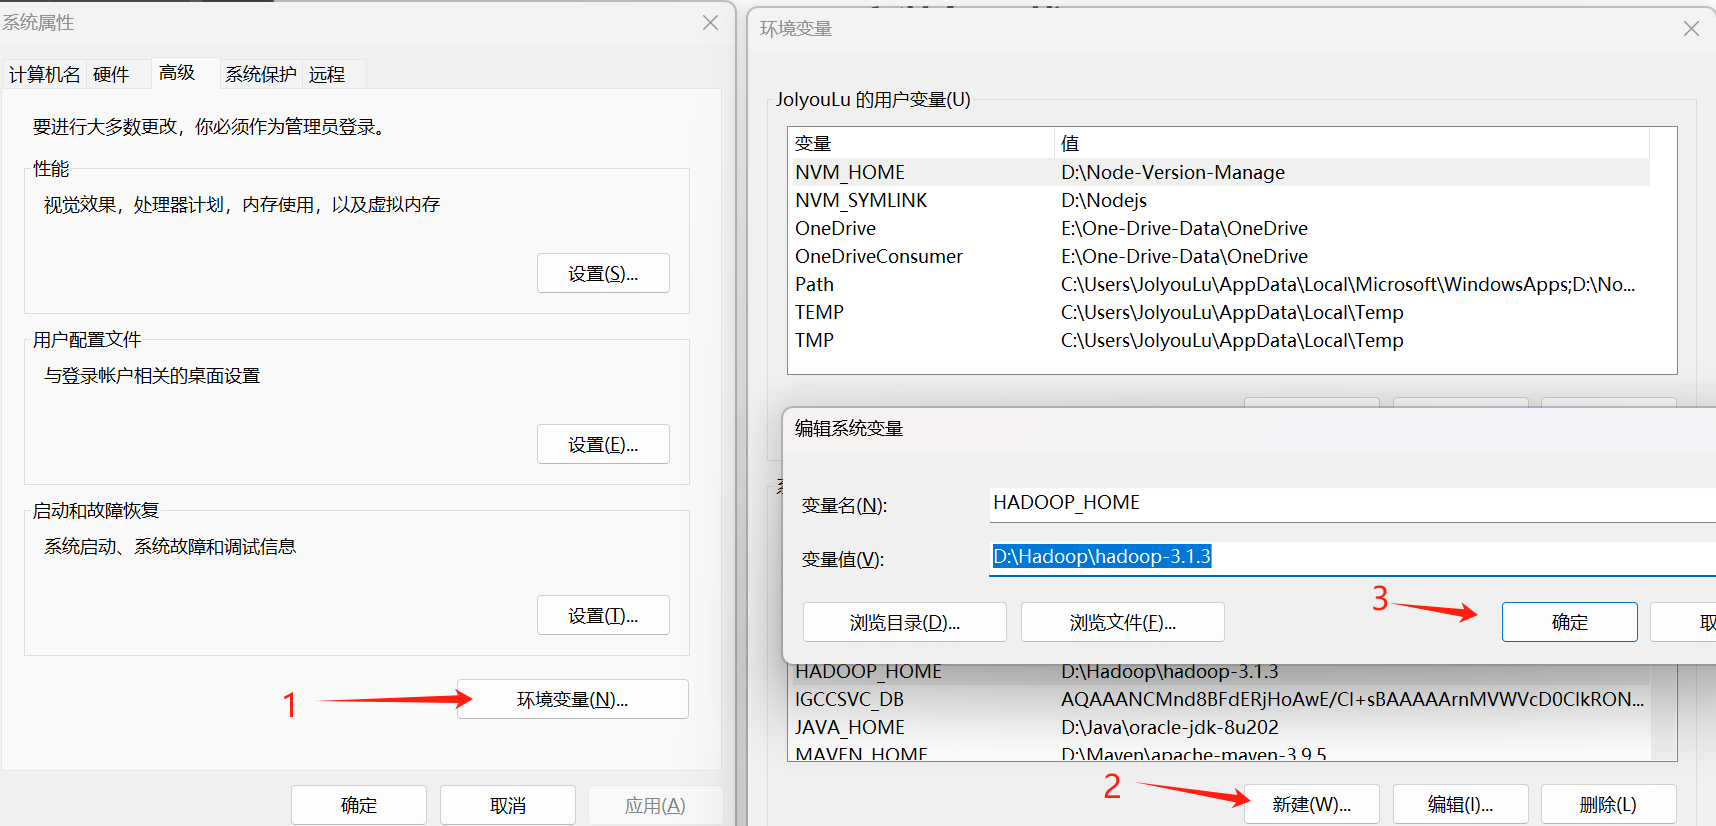 系统属性
计算机名 硬件 高级 系统保护 远程
要进行大多数更改，你必须作为管理员登录。
性能
视觉效果，处理器计划，内存使用，以及虚拟内存
设置(S)...
用户配置文件
与登录帐户相关的桌面设置
设置(E)...
启动和故障恢复
系统启动、系统故障和调试信息
设置(T)...
1
环境变量(N)...
确定 取消 应用(A)
环境变量
JolyouLu 的用户变量(U)
变量 值
NVM_HOME D:\Node-Version-Manage
NVM_SYMLINK D:\Nodejs
OneDrive E:\One-Drive-Data\OneDrive
OneDriveConsumer E:\One-Drive-Data\OneDrive
Path C:\Users\JolyouLu\AppData\Local\Microsoft\WindowsApps;D:\No...
TEMP C:\Users\JolyouLu\AppData\Local\Temp
TMP C:\Users\JolyouLu\AppData\Local\Temp
编辑系统变量
变量名(N): HADOOP_HOME
变量值(V): D:\Hadoop\hadoop-3.1.3
3
浏览目录(D)... 浏览文件(F)... 确定 取
HADOOP_HOME D:\Hadoop\hadoop-3.1.3
IGCCSVC_DB AQAAANCMnd8BFdERjHoAwE/Cl+sBAAAAArnMVWVcD0ClkRON...
JAVA_HOME D:\Java\oracle-jdk-8u202
MAVEN_HOME D:\Maven\apache-maven-3.9.5
2
新建(W)... 编辑(I)... 删除(L)